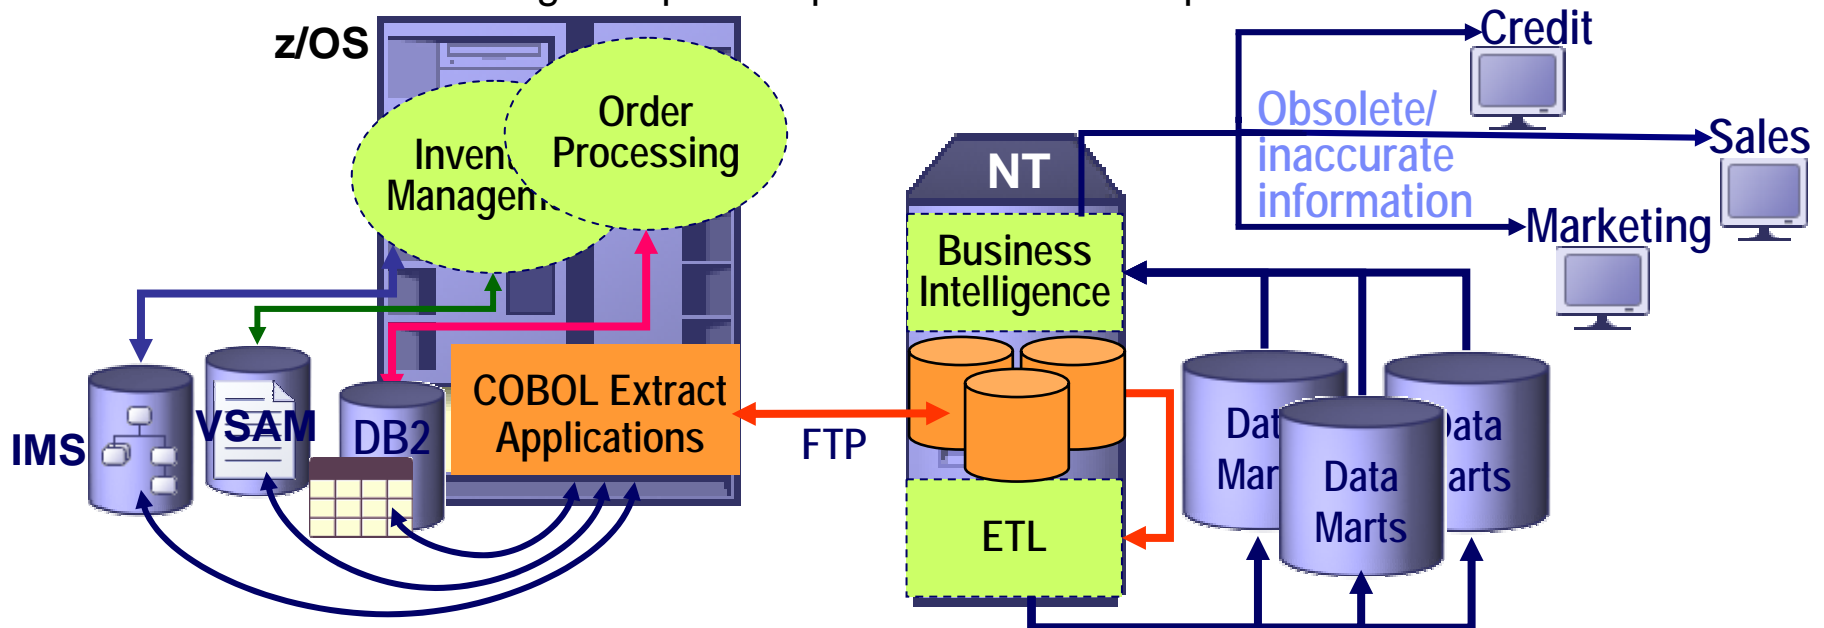 z/OS
Order
Processing
Inven
Managem
IMS
VSAM
DB2
COBOL Extract
Applications
FTP
NT
Business
Intelligence
ETL
Obsolete/
inaccurate
information
Credit
Sales
Marketing
Dat
Mar
Data
Marts
Data
arts